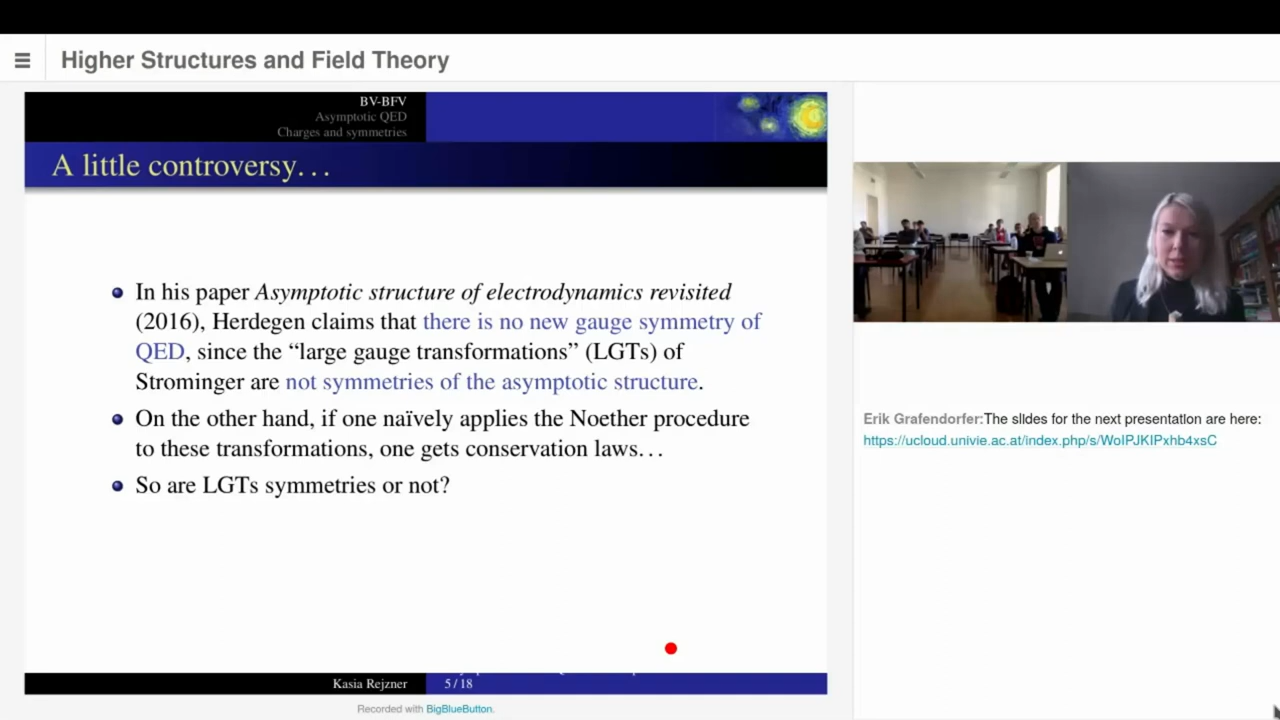 Higher Structures and Field Theory
BV-BFV
Asymptotic QED
Charges and symmetries
A little controversy...
In his paper Asymptotic structure of electrodynamics revisited
(2016), Herdegen claims that there is no new gauge symmetry of
QED, since the “large gauge transformations” (LGTs) of
Strominger are not symmetries of the asymptotic structure.
On the other hand, if one naïvely applies the Noether procedure
to these transformations, one gets conservation laws...
So are LGTs symmetries or not?
Kasia Rejzner
5 / 18
Recorded with BigBlueButton.
Erik Grafendorfer:The slides for the next presentation are here:
https://ucloud.univie.ac.at/index.php/s/WoIPJKIPxhb4xsC